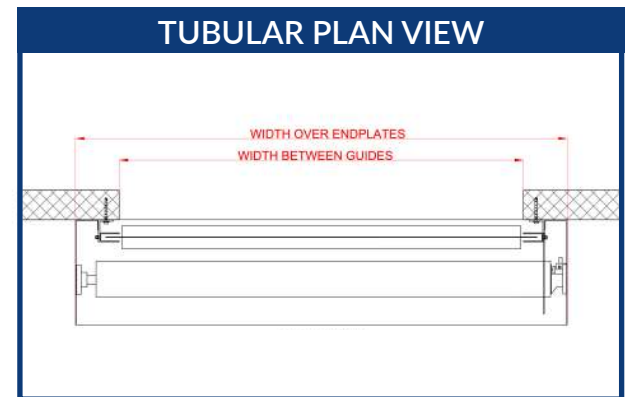 TUBULAR PLAN VIEW
WIDTH OVER ENDPLATES
WIDTH BETWEEN GUIDES